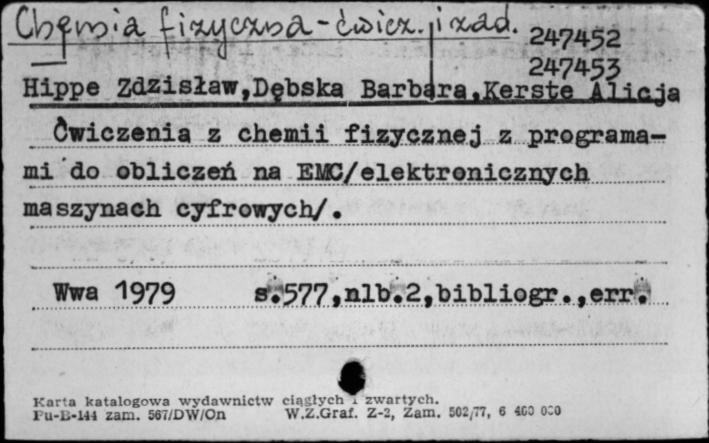 Chemia fizyczna - ćwicz. i zad.
247452
247453
Hippe Zdzisław,Dębska Barbara,Kerste Alicja
Ćwiczenia z chemii fizycznej z programa-
mi do obliczeń na EMC/elektronicznych
maszynach cyfrowych/.
Wwa 1979 s.577,nlb.2,bibliogr.,err.
Karta katalogowa wydawnictw ciągłych i zwartych.
Pu-B-144 zam. 567/DW/On W.Z.Graf. Z-2, Zam. 502/77, 6 400 000